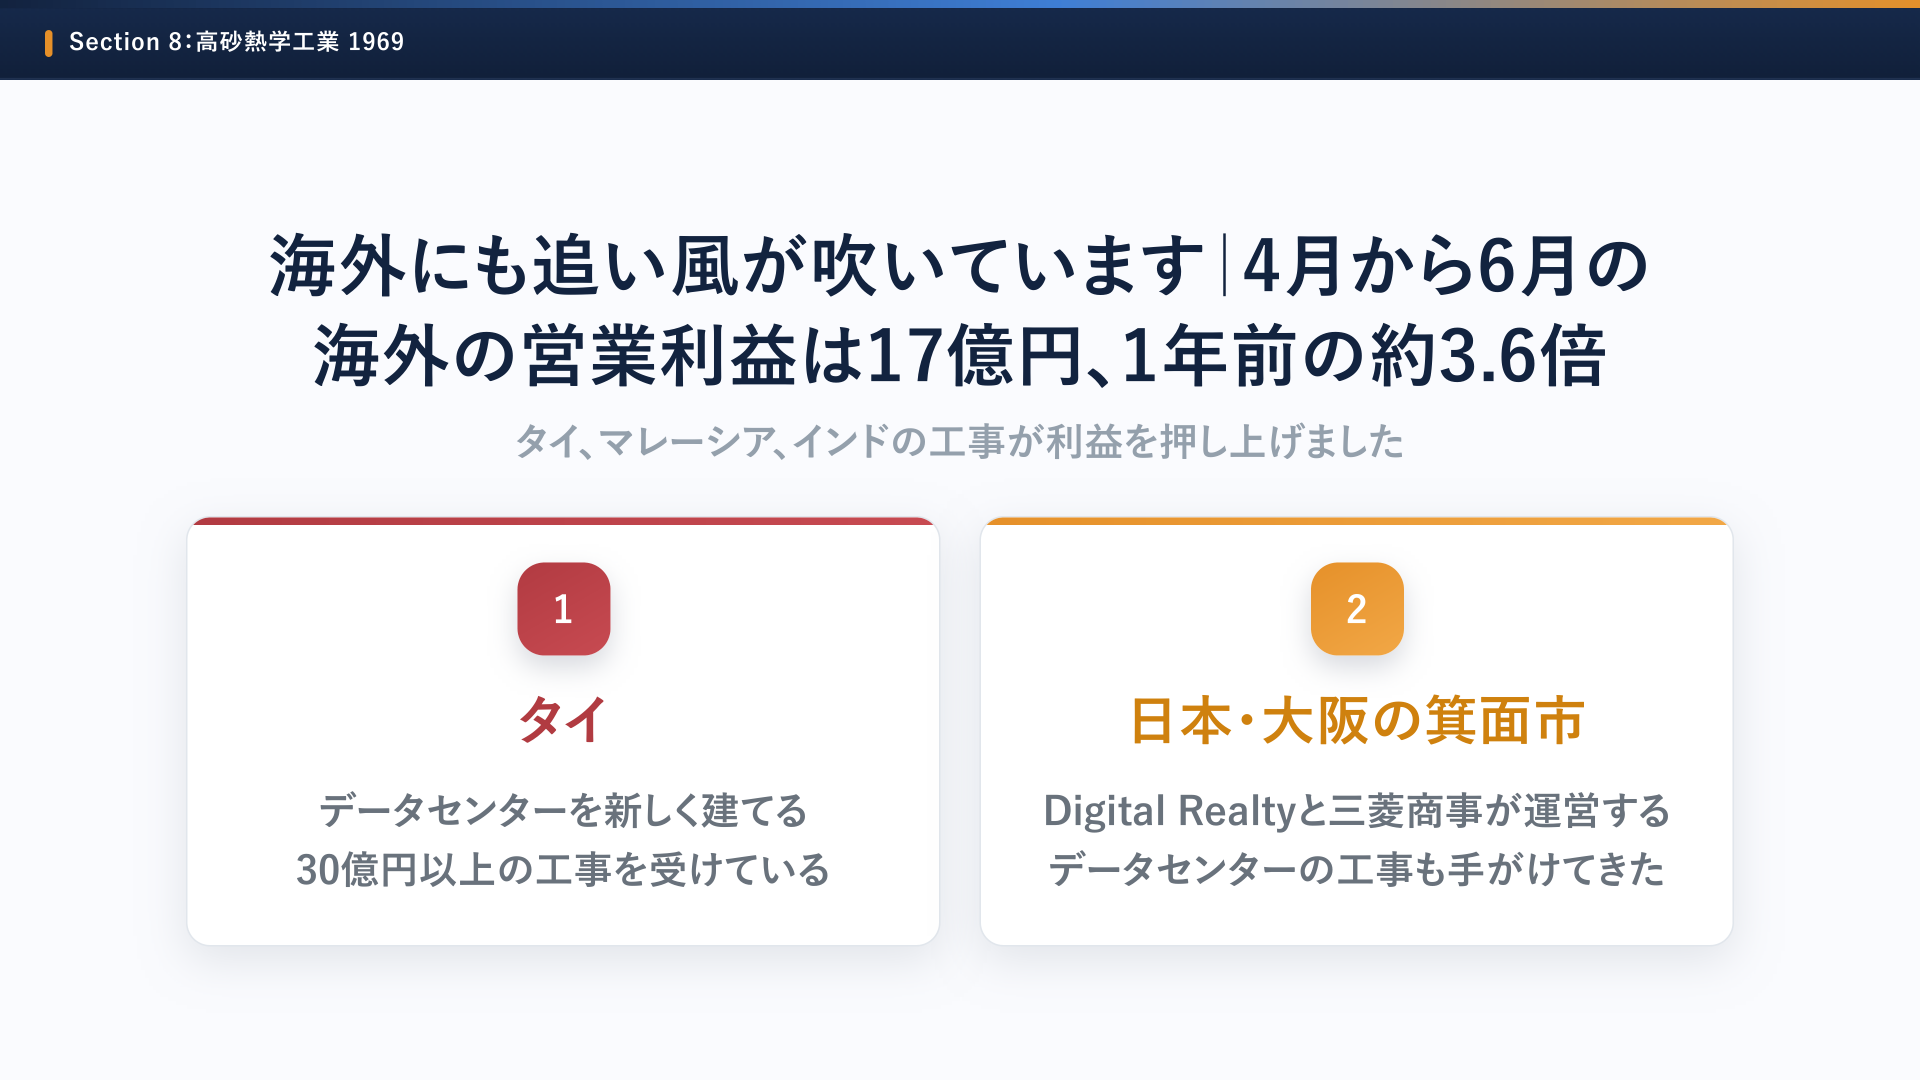 Section 8：高砂熱学工業 1969
海外にも追い風が吹いています｜4月から6月の
海外の営業利益は17億円、1年前の約3.6倍
タイ、マレーシア、インドの工事が利益を押し上げました
1
タイ
データセンターを新しく建てる
30億円以上の工事を受けている
2
日本・大阪の箕面市
Digital Realtyと三菱商事が運営する
データセンターの工事も手がけてきた